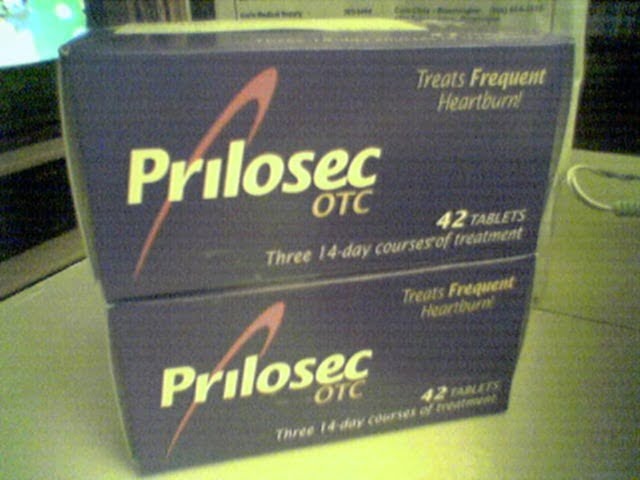 Treats Frequent
Heartburn!
Prilosec
OTC
42 TABLETS
Three 14-day courses of treatment
Treats Frequent
Heartburn!
Prilosec
OTC
42 TABLETS
Three 14-day courses of treatment